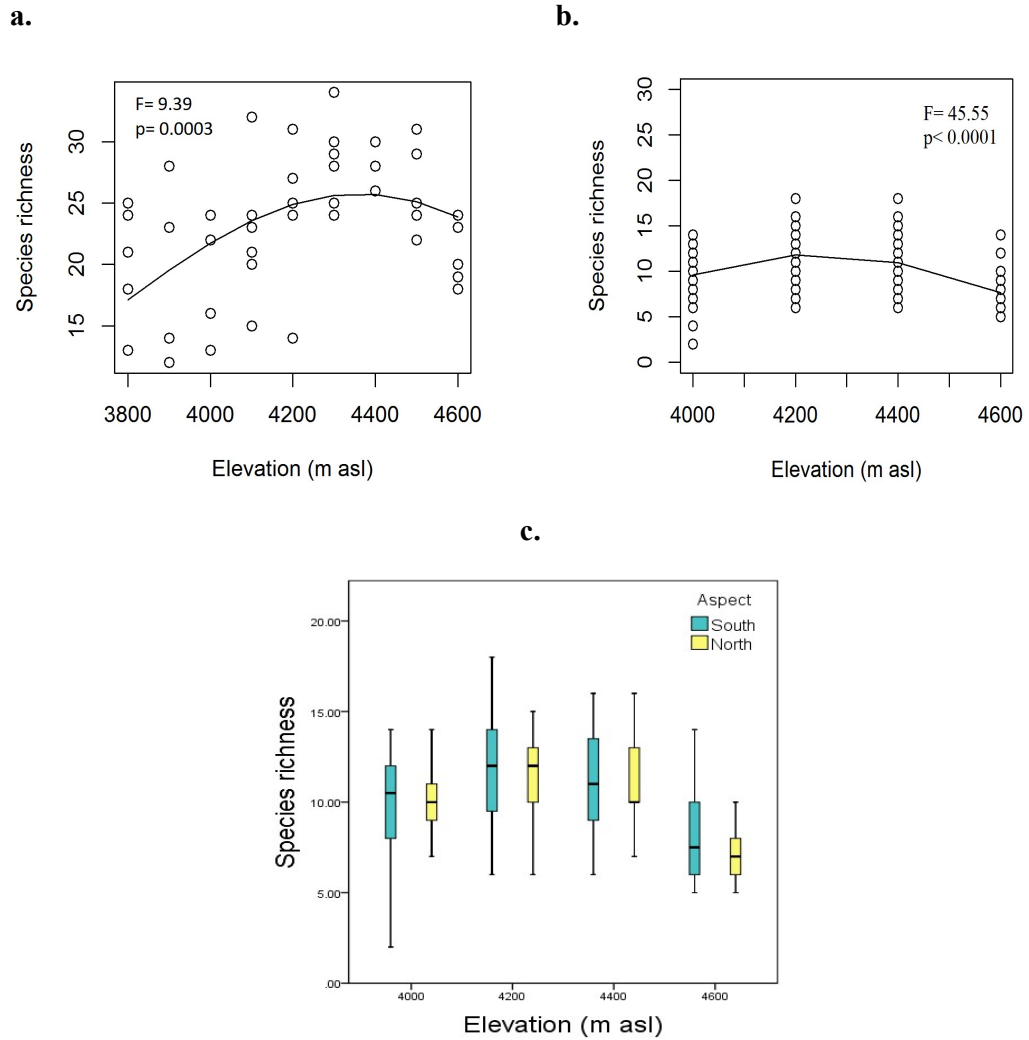 a.
F= 9.39
p= 0.0003
30
25
20
15
Species richness
3800 4000 4200 4400 4600
Elevation (m asl)
b.
F= 45.55
p< 0.0001
30
25
20
15
10
5
0
Species richness
4000 4200 4400 4600
Elevation (m asl)
c.
Aspect
South
North
20.00
15.00
10.00
5.00
.00
Species richness
4000 4200 4400 4600
Elevation (m asl)